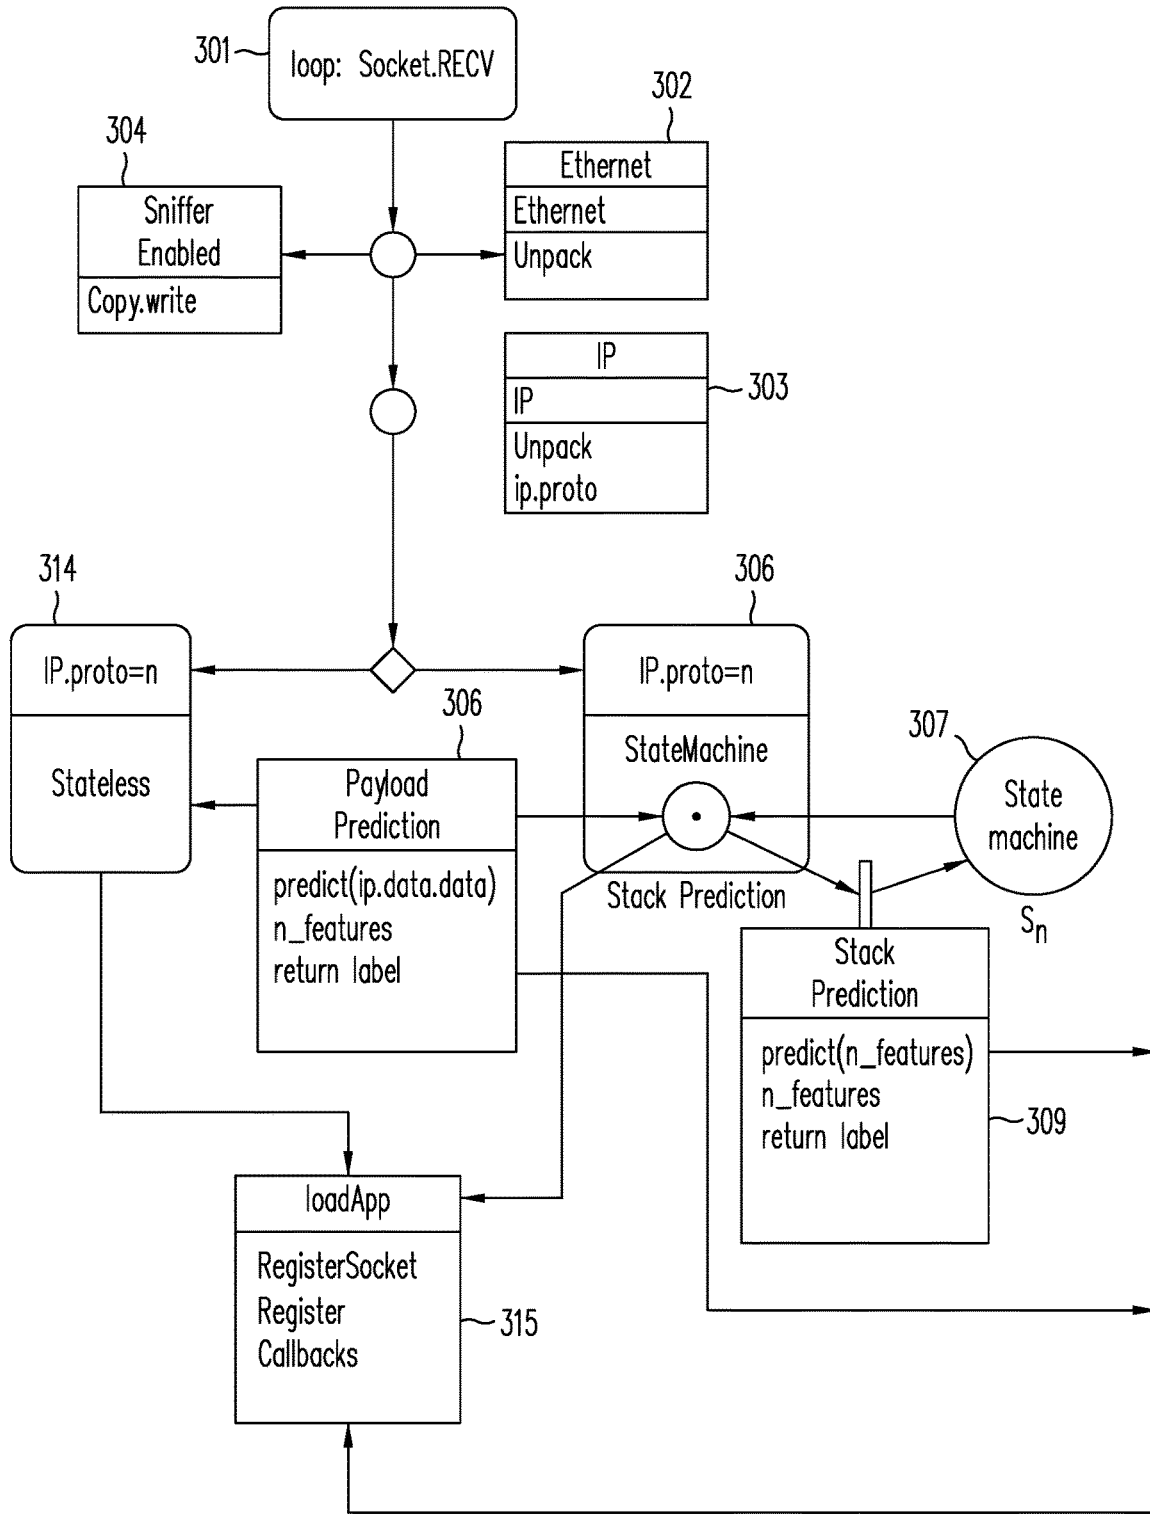 301
loop: Socket.RECV
302
304
Ethernet
Ethernet
Unpack
Sniffer
Enabled
Copy.write
IP
IP
Unpack
ip.proto
303
314
306
IP.proto=n
Stateless
IP.proto=n
StateMachine
Stack Prediction
306
Payload
Prediction
predict(ip.data.data)
n_features
return label
307
State
machine
Sn
Stack
Prediction
predict(n_features)
n_features
return label
309
loadApp
RegisterSocket
Register
Callbacks
315